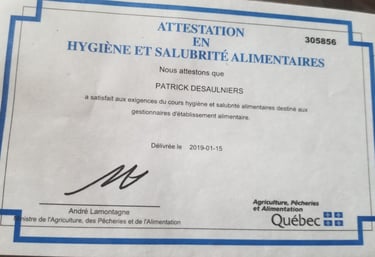 ATTESTATION
EN
305856
HYGIÈNE ET SALUBRITÉ ALIMENTAIRES
Nous attestons que
PATRICK DESAULNIERS
a satisfait aux exigences du cours hygiène et salubrité alimentaires destiné aux
gestionnaires d'établissement alimentaire.
Délivrée le 2019-01-15
André Lamontagne
Ministre de l'Agriculture, des Pêcheries et de l'Alimentation
Agriculture, Pêcheries
et Alimentation
Québec